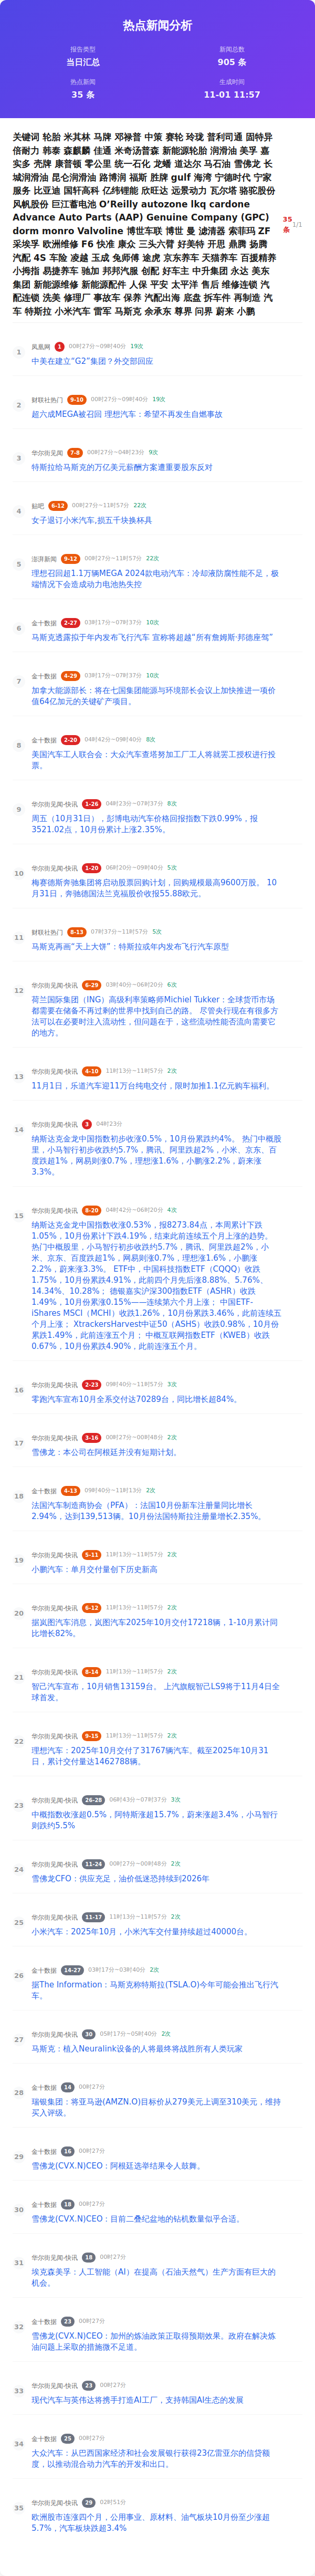 热点新闻分析
报告类型
新闻总数
当日汇总
905 条
热点新闻
生成时间
35 条
11-01 11:57
关键词 轮胎 米其林 马牌 邓禄普 中策 赛轮 玲珑 普利司通 固特异
倍耐力 韩泰 森麒麟 佳通 米奇汤普森 新能源轮胎 润滑油 美孚 嘉
实多 壳牌 康普顿 零公里 统一石化 龙蟠 道达尔 马石油 雪佛龙 长
城润滑油 昆仑润滑油 路博润 福斯 胜牌 gulf 海湾 宁德时代 宁家
服务 比亚迪 国轩高科 亿纬锂能 欣旺达 远景动力 瓦尔塔 骆驼股份
风帆股份 巨江蓄电池 O’Reilly autozone lkq cardone
Advance Auto Parts (AAP) Genuine Company (GPC)
dorm monro Valvoline 博世车联 博世 曼 滤清器 索菲玛 ZF
采埃孚 欧洲维修 F6 快准 康众 三头六臂 好美特 开思 鼎腾 扬腾
汽配 4S 车险 凌越 玉成 兔师傅 途虎 京东养车 天猫养车 百援精养
小拇指 易捷养车 驰加 邦邦汽服 创配 好车主 中升集团 永达 美东
集团 新能源维修 新能源配件 人保 平安 太平洋 售后 维修连锁 汽
配连锁 洗美 修理厂 事故车 保养 汽配出海 底盘 拆车件 再制造 汽
车 特斯拉 小米汽车 雷军 马斯克 余承东 尊界 问界 蔚来 小鹏
35 条
1/1
1
凤凰网 1 00时27分~09时40分 19次
中美在建立“G2”集团？外交部回应
2
财联社热门 9-10 00时27分~09时40分 19次
超六成MEGA被召回 理想汽车：希望不再发生自燃事故
3
华尔街见闻 7-8 00时27分~04时23分 9次
特斯拉给马斯克的万亿美元薪酬方案遭重要股东反对
4
贴吧 6-12 00时27分~11时57分 22次
女子退订小米汽车,损五千块换杯具
5
澎湃新闻 9-12 00时27分~11时57分 22次
理想召回超1.1万辆MEGA 2024款电动汽车：冷却液防腐性能不足，极
端情况下会造成动力电池热失控
6
金十数据 2-27 03时17分~07时37分 10次
马斯克透露拟于年内发布飞行汽车 宣称将超越“所有詹姆斯·邦德座驾”
7
金十数据 4-29 03时17分~07时37分 10次
加拿大能源部长：将在七国集团能源与环境部长会议上加快推进一项价
值64亿加元的关键矿产项目。
8
金十数据 2-20 04时42分~09时40分 8次
美国汽车工人联合会：大众汽车查塔努加工厂工人将就罢工授权进行投
票。
9
华尔街见闻-快讯 1-26 04时23分~07时37分 8次
周五（10月31日），彭博电动汽车价格回报指数下跌0.99%，报
3521.02点，10月份累计上涨2.35%。
10
华尔街见闻-快讯 1-20 06时20分~09时40分 5次
梅赛德斯奔驰集团将启动股票回购计划，回购规模最高9600万股。 10
月31日，奔驰德国法兰克福股价收报55.88欧元。
11
财联社热门 8-13 07时37分~11时57分 5次
马斯克再画“天上大饼”：特斯拉或年内发布飞行汽车原型
12
华尔街见闻-快讯 6-29 03时40分~06时20分 6次
荷兰国际集团（ING）高级利率策略师Michiel Tukker：全球货币市场
都需要在储备不再过剩的世界中找到自己的路。 尽管央行现在有很多方
法可以在必要时注入流动性，但问题在于，这些流动性能否流向需要它
的地方。
13
华尔街见闻-快讯 4-10 11时13分~11时57分 2次
11月1日，乐道汽车迎11万台纯电交付，限时加推1.1亿元购车福利。
14
华尔街见闻-快讯 3 04时23分
纳斯达克金龙中国指数初步收涨0.5%，10月份累跌约4%。 热门中概股
里，小马智行初步收跌约5.7%，腾讯、阿里跌超2%，小米、京东、百
度跌超1%，网易则涨0.7%，理想涨1.6%，小鹏涨2.2%，蔚来涨
3.3%。
15
华尔街见闻-快讯 8-20 04时42分~06时20分 4次
纳斯达克金龙中国指数收涨0.53%，报8273.84点，本周累计下跌
1.05%，10月份累计下跌4.19%，结束此前连续五个月上涨的趋势。
热门中概股里，小马智行初步收跌约5.7%，腾讯、阿里跌超2%，小
米、京东、百度跌超1%，网易则涨0.7%，理想涨1.6%，小鹏涨
2.2%，蔚来涨3.3%。 ETF中，中国科技指数ETF（CQQQ）收跌
1.75%，10月份累跌4.91%，此前四个月先后涨8.88%、5.76%、
14.34%、10.28%； 德银嘉实沪深300指数ETF（ASHR）收跌
1.49%，10月份累涨0.15%——连续第六个月上涨； 中国ETF-
iShares MSCI（MCHI）收跌1.26%，10月份累跌3.46%，此前连续五
个月上涨； XtrackersHarvest中证50（ASHS）收跌0.98%，10月份
累跌1.49%，此前连涨五个月； 中概互联网指数ETF（KWEB）收跌
0.67%，10月份累跌4.90%，此前连涨五个月。
16
华尔街见闻-快讯 2-23 09时40分~11时57分 3次
零跑汽车宣布10月全系交付达70289台，同比增长超84%。
17
华尔街见闻-快讯 3-16 00时27分~00时48分 2次
雪佛龙：本公司在阿根廷并没有短期计划。
18
金十数据 4-13 09时40分~11时13分 2次
法国汽车制造商协会（PFA）：法国10月份新车注册量同比增长
2.94%，达到139,513辆。10月份法国特斯拉注册量增长2.35%。
19
华尔街见闻-快讯 5-11 11时13分~11时57分 2次
小鹏汽车：单月交付量创下历史新高
20
华尔街见闻-快讯 6-12 11时13分~11时57分 2次
据岚图汽车消息，岚图汽车2025年10月交付17218辆，1-10月累计同
比增长82%。
21
华尔街见闻-快讯 8-14 11时13分~11时57分 2次
智己汽车宣布，10月销售13159台。 上汽旗舰智己LS9将于11月4日全
球首发。
22
华尔街见闻-快讯 9-15 11时13分~11时57分 2次
理想汽车：2025年10月交付了31767辆汽车。截至2025年10月31
日，累计交付量达1462788辆。
23
华尔街见闻-快讯 26-28 06时43分~07时37分 3次
中概指数收涨超0.5%，阿特斯涨超15.7%，蔚来涨超3.4%，小马智行
则跌约5.5%
24
华尔街见闻-快讯 11-24 00时27分~00时48分 2次
雪佛龙CFO：供应充足，油价低迷恐持续到2026年
25
华尔街见闻-快讯 11-17 11时13分~11时57分 2次
小米汽车：2025年10月，小米汽车交付量持续超过40000台。
26
金十数据 14-27 03时17分~03时40分 2次
据The Information：马斯克称特斯拉(TSLA.O)今年可能会推出飞行汽
车。
27
华尔街见闻-快讯 30 05时17分~05时40分 2次
马斯克：植入Neuralink设备的人将最终将战胜所有人类玩家
28
金十数据 14 00时27分
瑞银集团：将亚马逊(AMZN.O)目标价从279美元上调至310美元，维持
买入评级。
29
金十数据 16 00时27分
雪佛龙(CVX.N)CEO：阿根廷选举结果令人鼓舞。
30
金十数据 18 00时27分
雪佛龙(CVX.N)CEO：目前二叠纪盆地的钻机数量似乎合适。
31
华尔街见闻-快讯 18 00时27分
埃克森美孚：人工智能（AI）在提高（石油天然气）生产方面有巨大的
机会。
32
金十数据 23 00时27分
雪佛龙(CVX.N)CEO：加州的炼油政策正取得预期效果。政府在解决炼
油问题上采取的措施微不足道。
33
华尔街见闻-快讯 23 00时27分
现代汽车与英伟达将携手打造AI工厂，支持韩国AI生态的发展
34
金十数据 25 00时27分
大众汽车：从巴西国家经济和社会发展银行获得23亿雷亚尔的信贷额
度，以推动混合动力汽车的开发和出口。
35
华尔街见闻-快讯 29 02时51分
欧洲股市连涨四个月，公用事业、原材料、油气板块10月份至少涨超
5.7%，汽车板块跌超3.4%